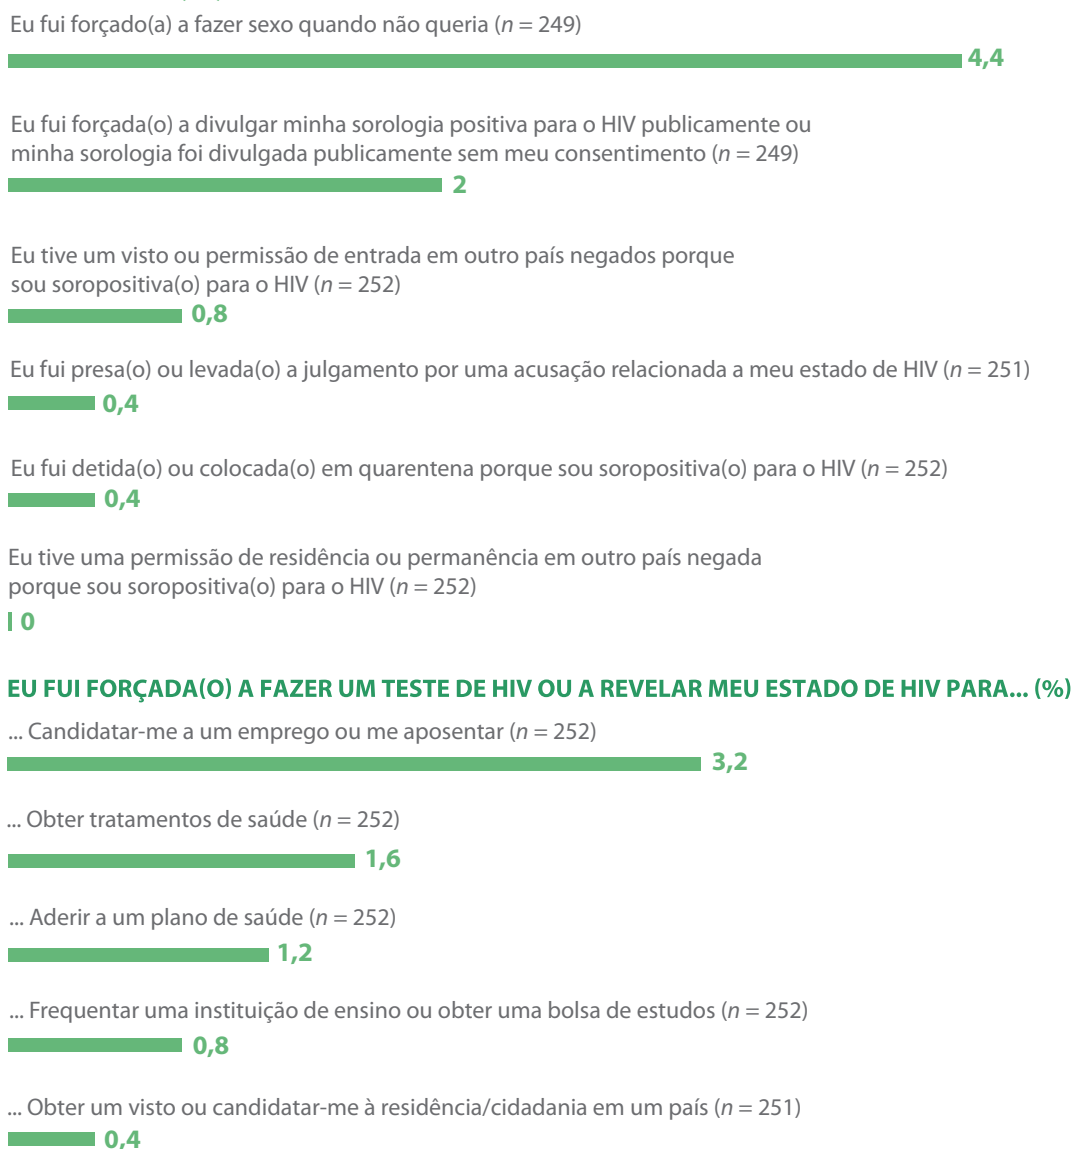 Eu fui forçado(a) a fazer sexo quando não queria (n = 249)
4,4
Eu fui forçada(o) a divulgar minha sorologia positiva para o HIV publicamente ou
minha sorologia foi divulgada publicamente sem meu consentimento (n = 249)
2
Eu tive um visto ou permissão de entrada em outro país negados porque
sou soropositiva(o) para o HIV (n = 252)
0,8
Eu fui presa(o) ou levada(o) a julgamento por uma acusação relacionada a meu estado de HIV (n = 251)
0,4
Eu fui detida(o) ou colocada(o) em quarentena porque sou soropositiva(o) para o HIV (n = 252)
0,4
Eu tive uma permissão de residência ou permanência em outro país negada
porque sou soropositiva(o) para o HIV (n = 252)
0
EU FUI FORÇADA(O) A FAZER UM TESTE DE HIV OU A REVELAR MEU ESTADO DE HIV PARA... (%)
... Candidatar-me a um emprego ou me aposentar (n = 252)
3,2
... Obter tratamentos de saúde (n = 252)
1,6
... Aderir a um plano de saúde (n = 252)
1,2
... Frequentar uma instituição de ensino ou obter uma bolsa de estudos (n = 252)
0,8
... Obter um visto ou candidatar-me à residência/cidadania em um país (n = 251)
0,4